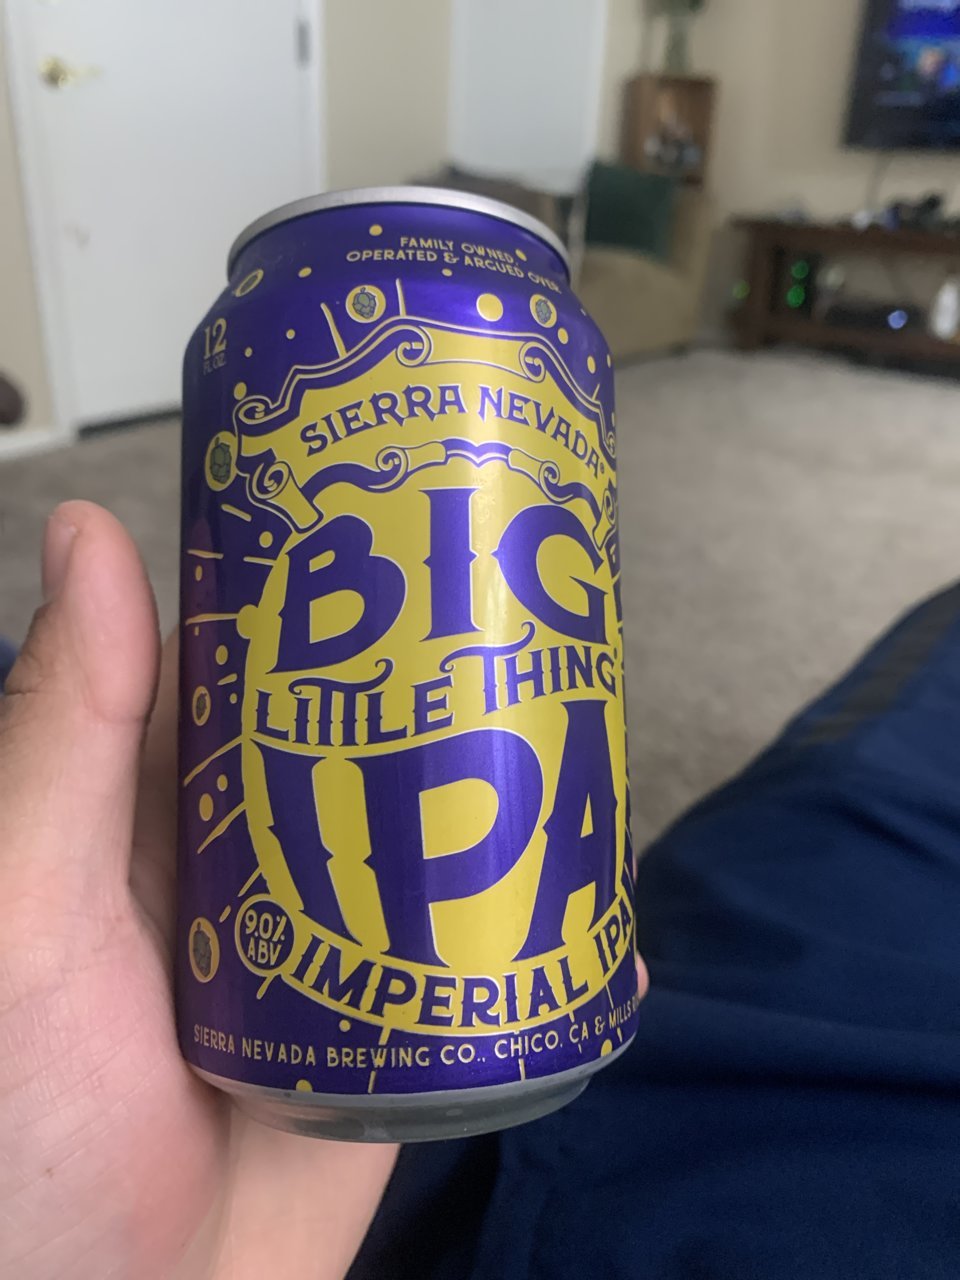 FAMILY OWNED,
OPERATED & ARGUED OVER
12
FL. OZ.
SIERRA NEVADA®
BIG
LITTLE THING
IPA
9.0%
ABV
IMPERIAL IPA
SIERRA NEVADA BREWING CO., CHICO, CA & MILLS